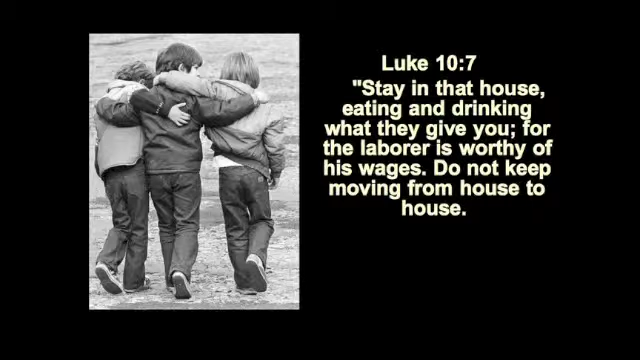 Luke 10:7
"Stay in that house,
eating and drinking
what they give you; for
the laborer is worthy of
his wages. Do not keep
moving from house to
house.